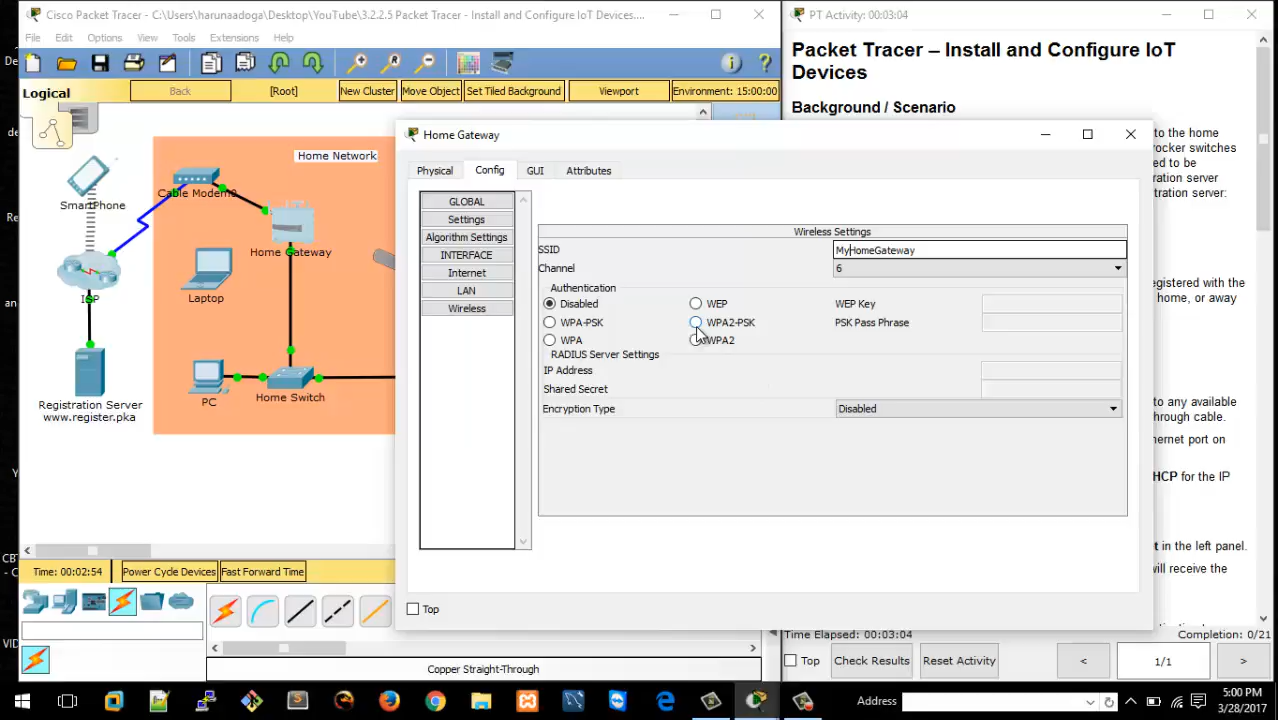 Cisco Packet Tracer - C:\Users\harunaadoga\Desktop\YouTube\3.2.2.5 Packet Tracer - Install and Configure IoT Devices....
File Edit Options View Tools Extensions Help
Logical
Back
[Root]
New Cluster
Move Object
Set Tiled Background
Viewport
Environment: 15:00:00
Home Network
Cable Modem0
SmartPhone
Home Gateway
Laptop
ISP
PC
Home Switch
Registration Server
www.register.pka
Time: 00:02:54
Power Cycle Devices
Fast Forward Time
Copper Straight-Through
PT Activity: 00:03:04
Packet Tracer – Install and Configure IoT
Devices
Background / Scenario
to the home
rocker switches
ed to be
ration server
stration server:
egistered with the
home, or away
to any available
through cable.
ernet port on
HCP for the IP
t in the left panel.
will receive the
Time Elapsed: 00:03:04
Completion: 0/21
Top
Check Results
Reset Activity
<
1/1
>
Home Gateway
Physical
Config
GUI
Attributes
GLOBAL
Settings
Algorithm Settings
INTERFACE
Internet
LAN
Wireless
Wireless Settings
SSID
MyHomeGateway
Channel
6
Authentication
Disabled
WEP
WEP Key
WPA-PSK
WPA2-PSK
PSK Pass Phrase
WPA
WPA2
RADIUS Server Settings
IP Address
Shared Secret
Encryption Type
Disabled
Top
Address
5:00 PM
3/28/2017